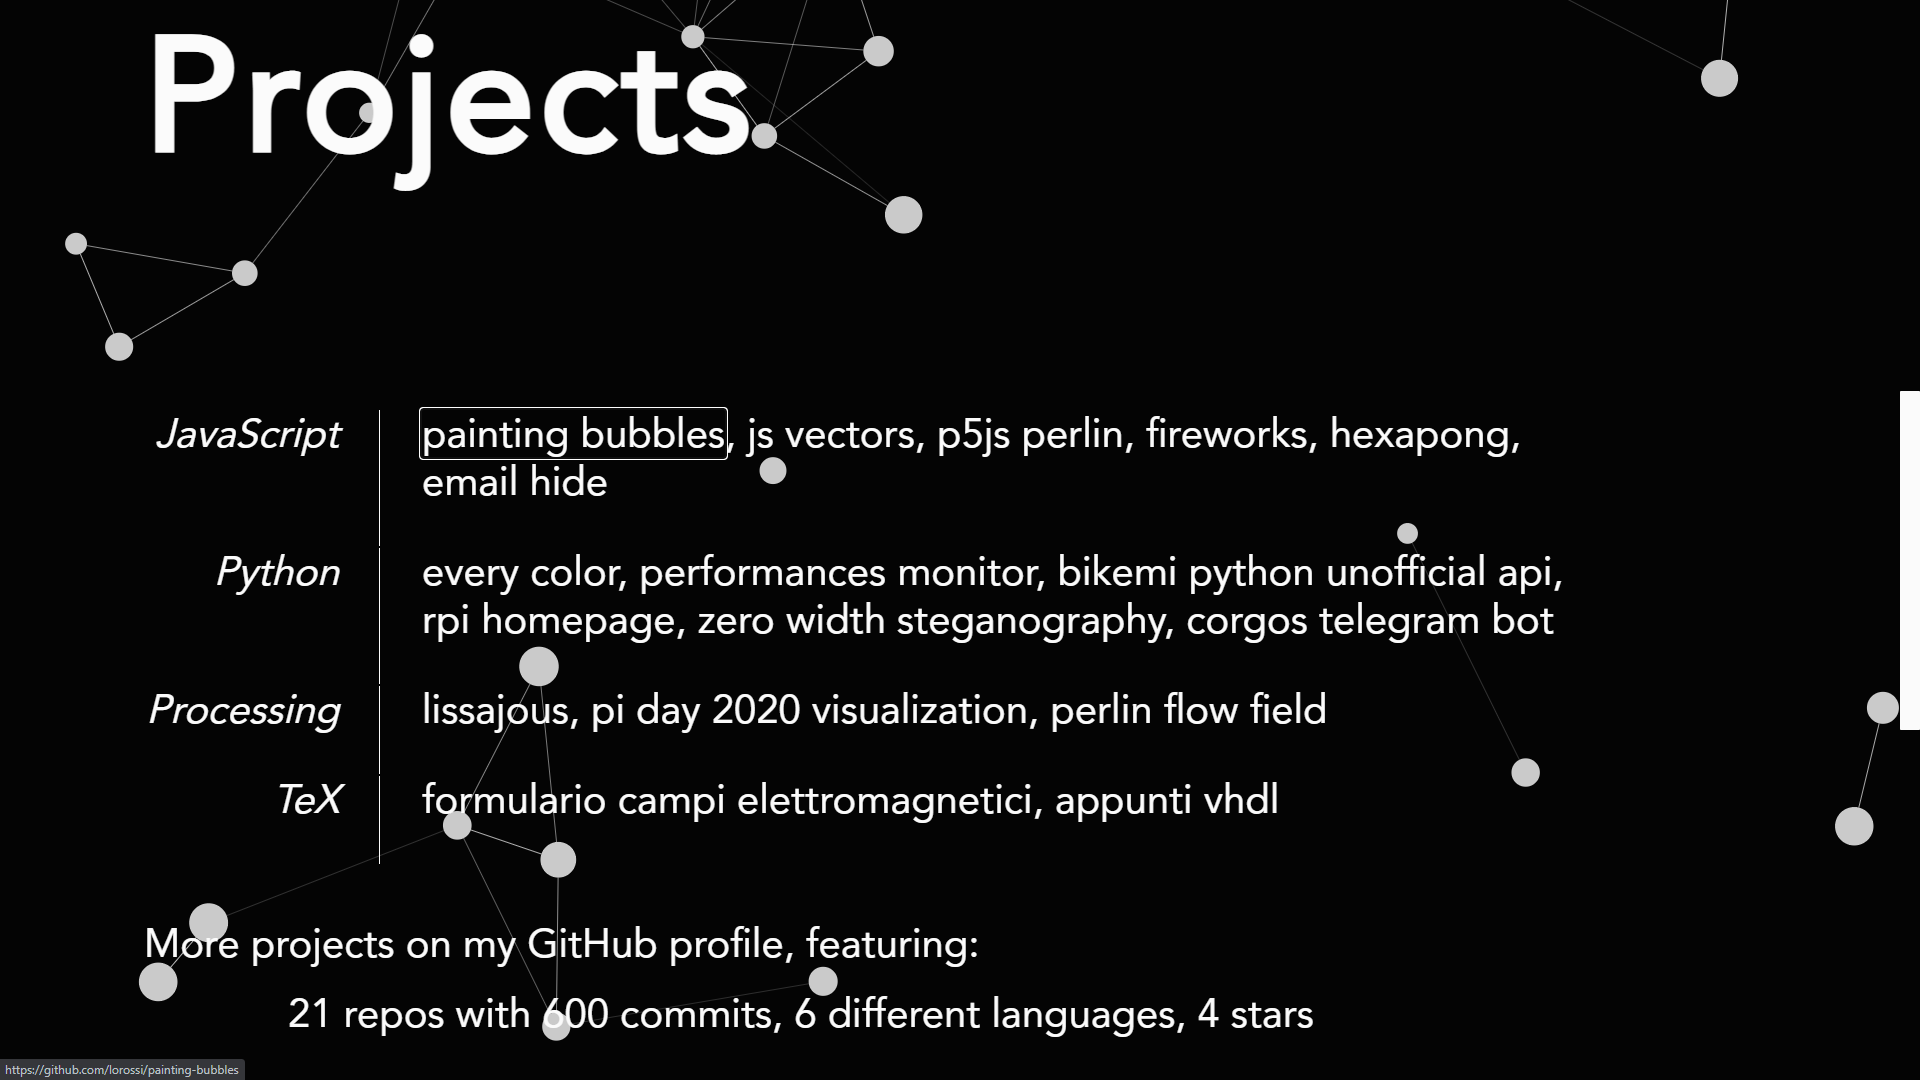 Projects
JavaScript
painting bubbles, js vectors, p5js perlin, fireworks, hexapong,
email hide
Python
every color, performances monitor, bikemi python unofficial api,
rpi homepage, zero width steganography, corgos telegram bot
Processing
lissajous, pi day 2020 visualization, perlin flow field
TeX
formulario campi elettromagnetici, appunti vhdl
More projects on my GitHub profile, featuring:
21 repos with 600 commits, 6 different languages, 4 stars
https://github.com/lorossi/painting-bubbles